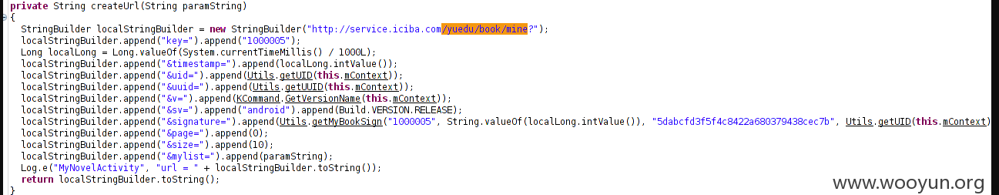 private String createUrl(String paramString)
{
StringBuilder localStringBuilder = new StringBuilder("http://service.iciba.com/yuedu/book/mine?");
localStringBuilder.append("key=").append("1000005");
Long localLong = Long.valueOf(System.currentTimeMillis() / 1000L);
localStringBuilder.append("&timestamp=").append(localLong.intValue());
localStringBuilder.append("&uid=").append(Utils.getUID(this.mContext));
localStringBuilder.append("&uuid=").append(Utils.getUUID(this.mContext));
localStringBuilder.append("&v=").append(KCommand.GetVersionName(this.mContext));
localStringBuilder.append("&sv=").append("android").append(Build.VERSION.RELEASE);
localStringBuilder.append("&signature=").append(Utils.getMyBookSign("1000005", String.valueOf(localLong.intValue()), "5dabcfd3f5f4c8422a680379438cec7b", Utils.getUID(this.mContext)
localStringBuilder.append("&page=").append(0);
localStringBuilder.append("&size=").append(10);
localStringBuilder.append("&mylist=").append(paramString);
Log.e("MyNovelActivity", "url = " + localStringBuilder.toString());
return localStringBuilder.toString();
}
www.wooyun.org